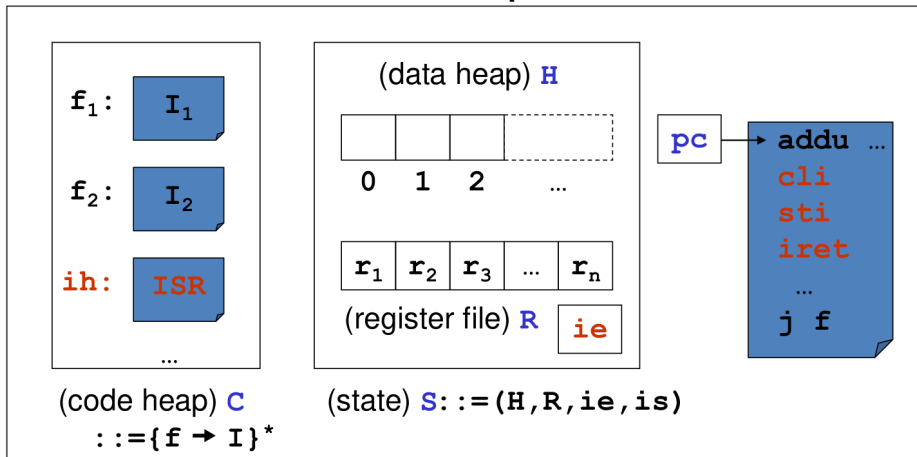 f₁: I₁
f₂: I₂
ih: ISR
...
(code heap) C
::={f → I}*
(data heap) H
0 1 2 ...
r₁ r₂ r₃ ... rₙ
(register file) R ie
(state) S::=(H,R,ie,is)
pc
addu ...
cli
sti
iret
...
j f